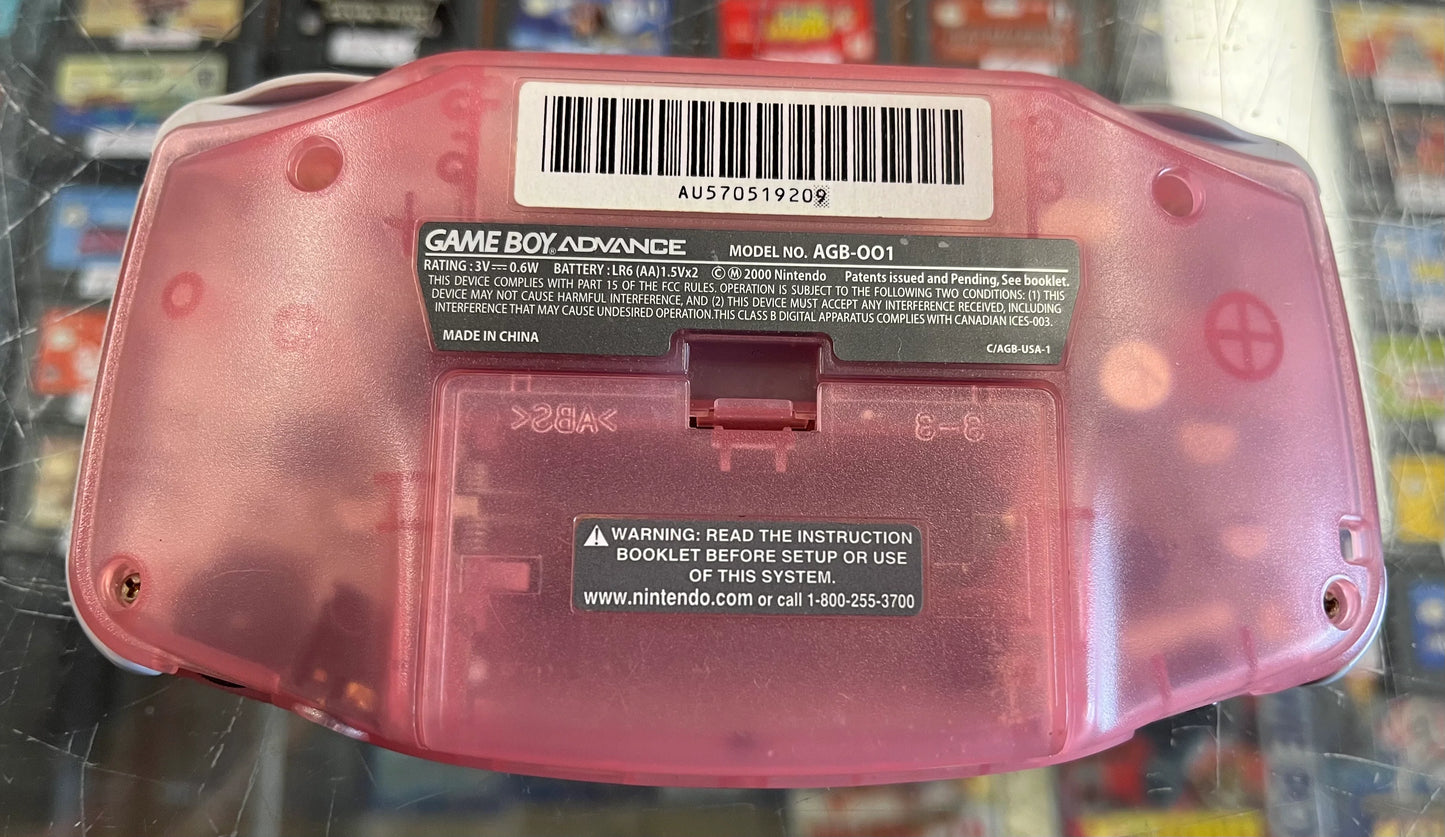 AU570519209
GAME BOY® ADVANCE MODEL NO. AGB-001
RATING : 3V⎓ 0.6W BATTERY : LR6 (AA)1.5Vx2 ©Ⓜ 2000 Nintendo Patents issued and Pending, See booklet.
THIS DEVICE COMPLIES WITH PART 15 OF THE FCC RULES. OPERATION IS SUBJECT TO THE FOLLOWING TWO CONDITIONS: (1) THIS
DEVICE MAY NOT CAUSE HARMFUL INTERFERENCE, AND (2) THIS DEVICE MUST ACCEPT ANY INTERFERENCE RECEIVED, INCLUDING
INTERFERENCE THAT MAY CAUSE UNDESIRED OPERATION.THIS CLASS B DIGITAL APPARATUS COMPLIES WITH CANADIAN ICES-003.
MADE IN CHINA C/AGB-USA-1
>ABS< 3-3
WARNING: READ THE INSTRUCTION
BOOKLET BEFORE SETUP OR USE
OF THIS SYSTEM.
www.nintendo.com or call 1-800-255-3700